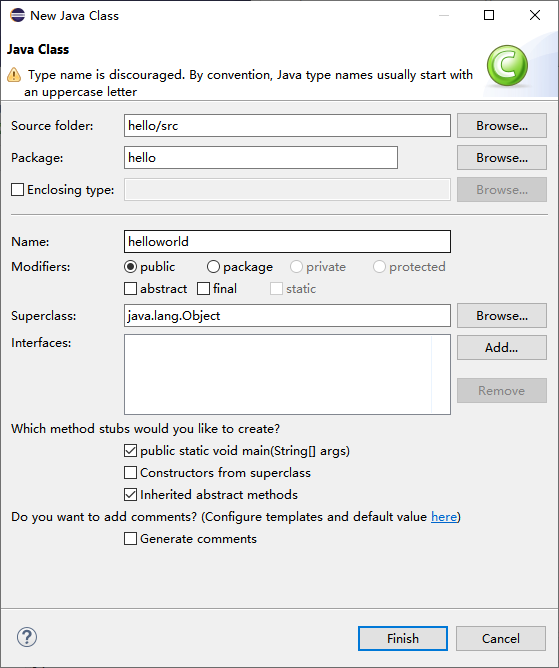 New Java Class
Java Class
Type name is discouraged. By convention, Java type names usually start with
an uppercase letter
Source folder: hello/src Browse...
Package: hello Browse...
Enclosing type: Browse...
Name: helloworld
Modifiers: public package private protected
abstract final static
Superclass: java.lang.Object Browse...
Interfaces: Add...
Remove
Which method stubs would you like to create?
public static void main(String[] args)
Constructors from superclass
Inherited abstract methods
Do you want to add comments? (Configure templates and default value here)
Generate comments
Finish Cancel